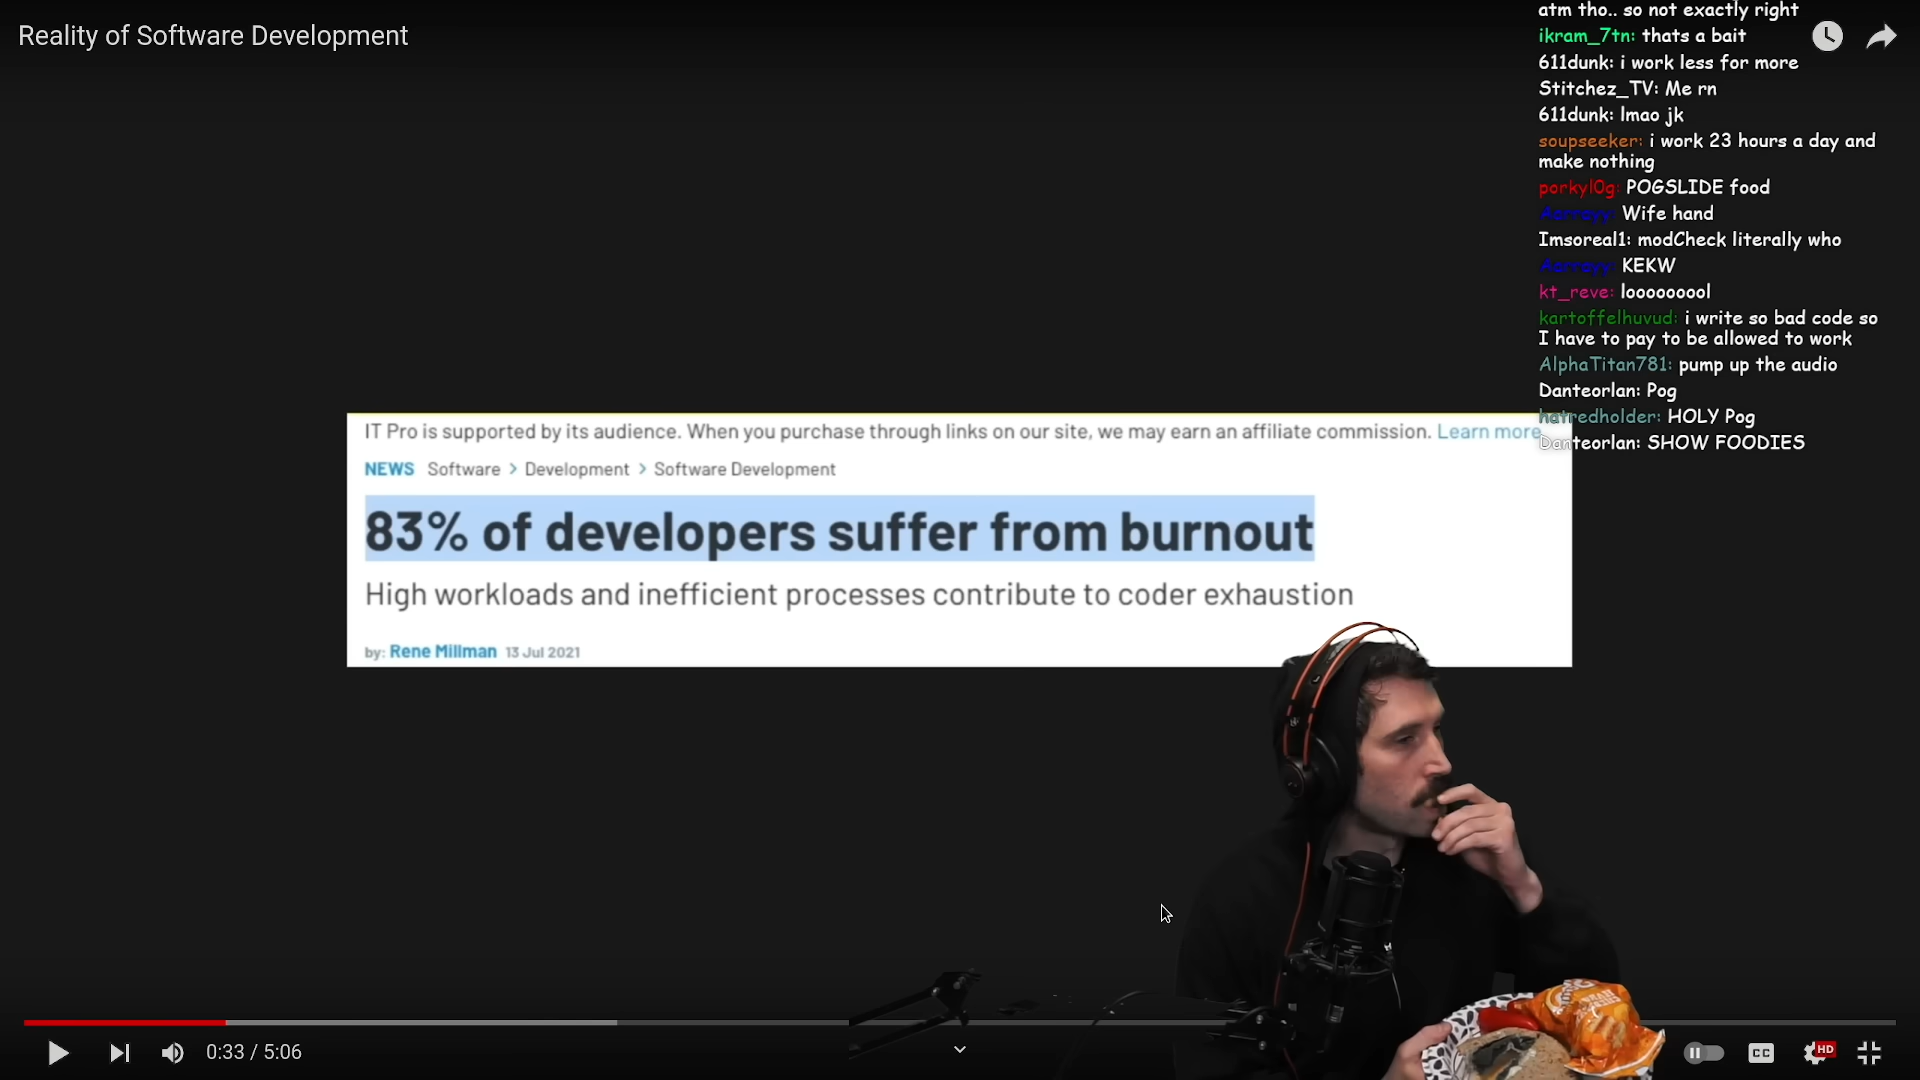 Reality of Software Development
atm tho.. so not exactly right
ikram_7tn: thats a bait
611dunk: i work less for more
Stitchez_TV: Me rn
611dunk: lmao jk
soupseeker: i work 23 hours a day and
make nothing
porkyl0g: POGSLIDE food
Aarrayy: Wife hand
Imsoreal1: modCheck literally who
Aarrayy: KEKW
kt_reve: looooooool
kartoffelhuvud: i write so bad code so
I have to pay to be allowed to work
AlphaTitan781: pump up the audio
Danteorlan: Pog
hatredholder: HOLY Pog
Danteorlan: SHOW FOODIES
IT Pro is supported by its audience. When you purchase through links on our site, we may earn an affiliate commission. Learn more
NEWS Software > Development > Software Development
83% of developers suffer from burnout
High workloads and inefficient processes contribute to coder exhaustion
by: Rene Millman 13 Jul 2021
0:33 / 5:06
CC
HD